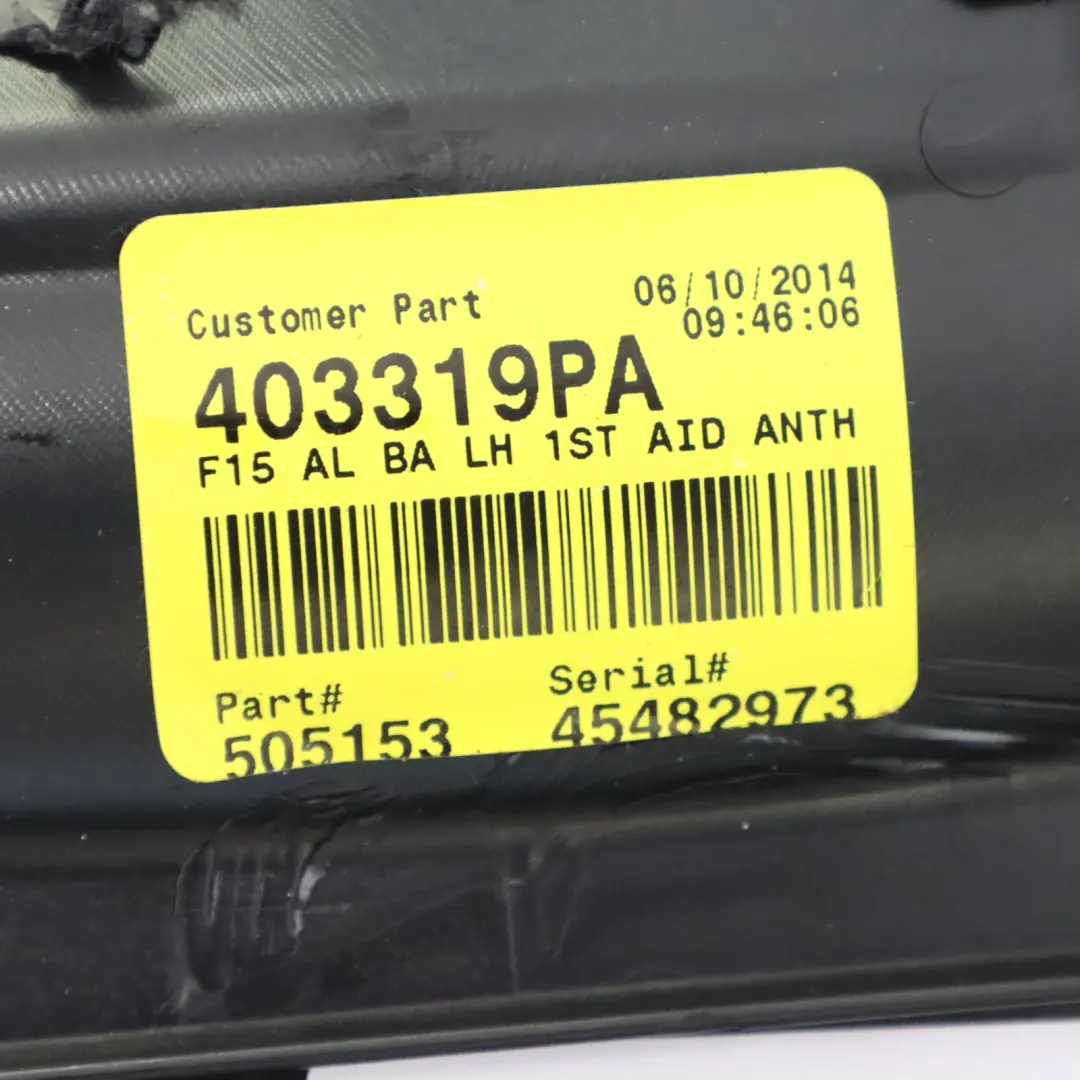 Customer Part
06/10/2014
09:46:06
403319PA
F15 AL BA LH 1ST AID ANTH
Part#
505153
Serial#
45482973